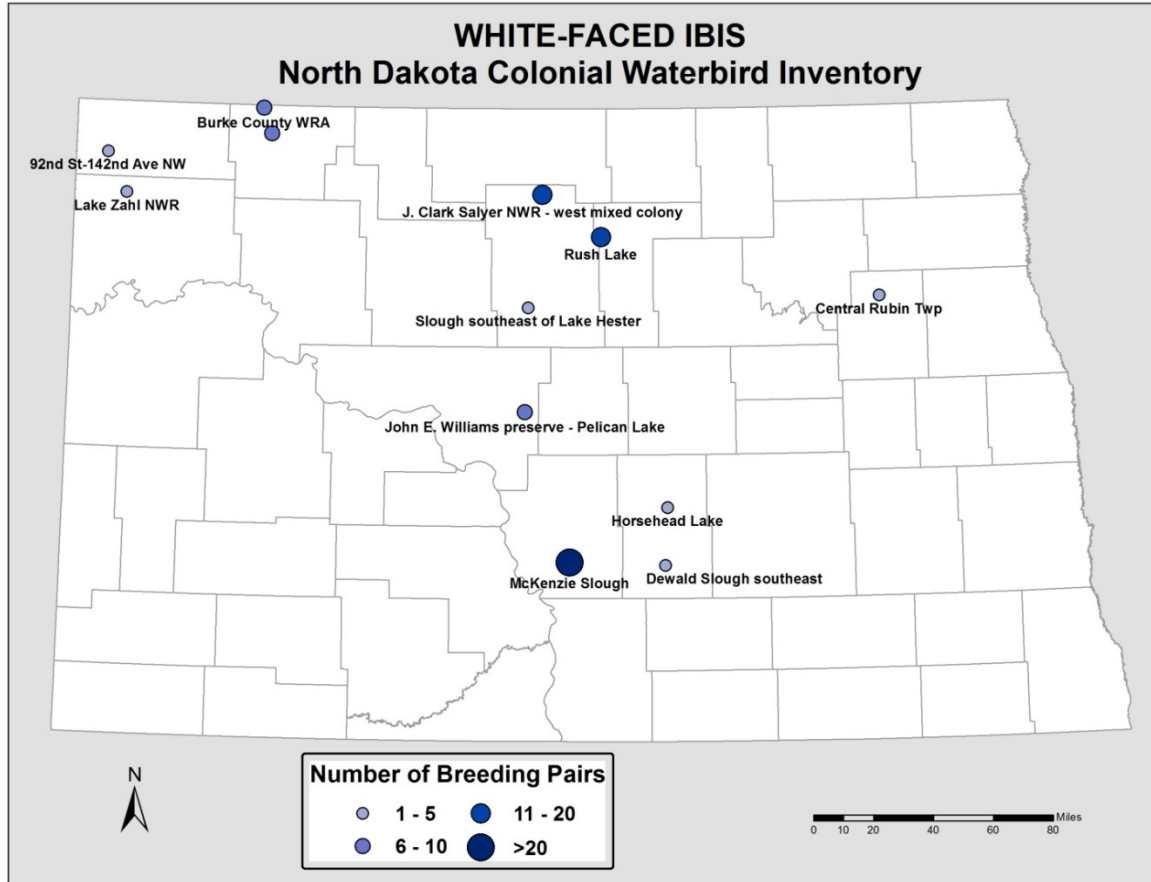 WHITE-FACED IBIS
North Dakota Colonial Waterbird Inventory
Burke County WRA
92nd St-142nd Ave NW
Lake Zahl NWR
J. Clark Salyer NWR - west mixed colony
Rush Lake
Central Rubin Twp
Slough southeast of Lake Hester
John E. Williams preserve - Pelican Lake
Horsehead Lake
McKenzie Slough
Dewald Slough southeast
N
Number of Breeding Pairs
1 - 5
11 - 20
6 - 10
>20
Miles
0 10 20 40 60 80